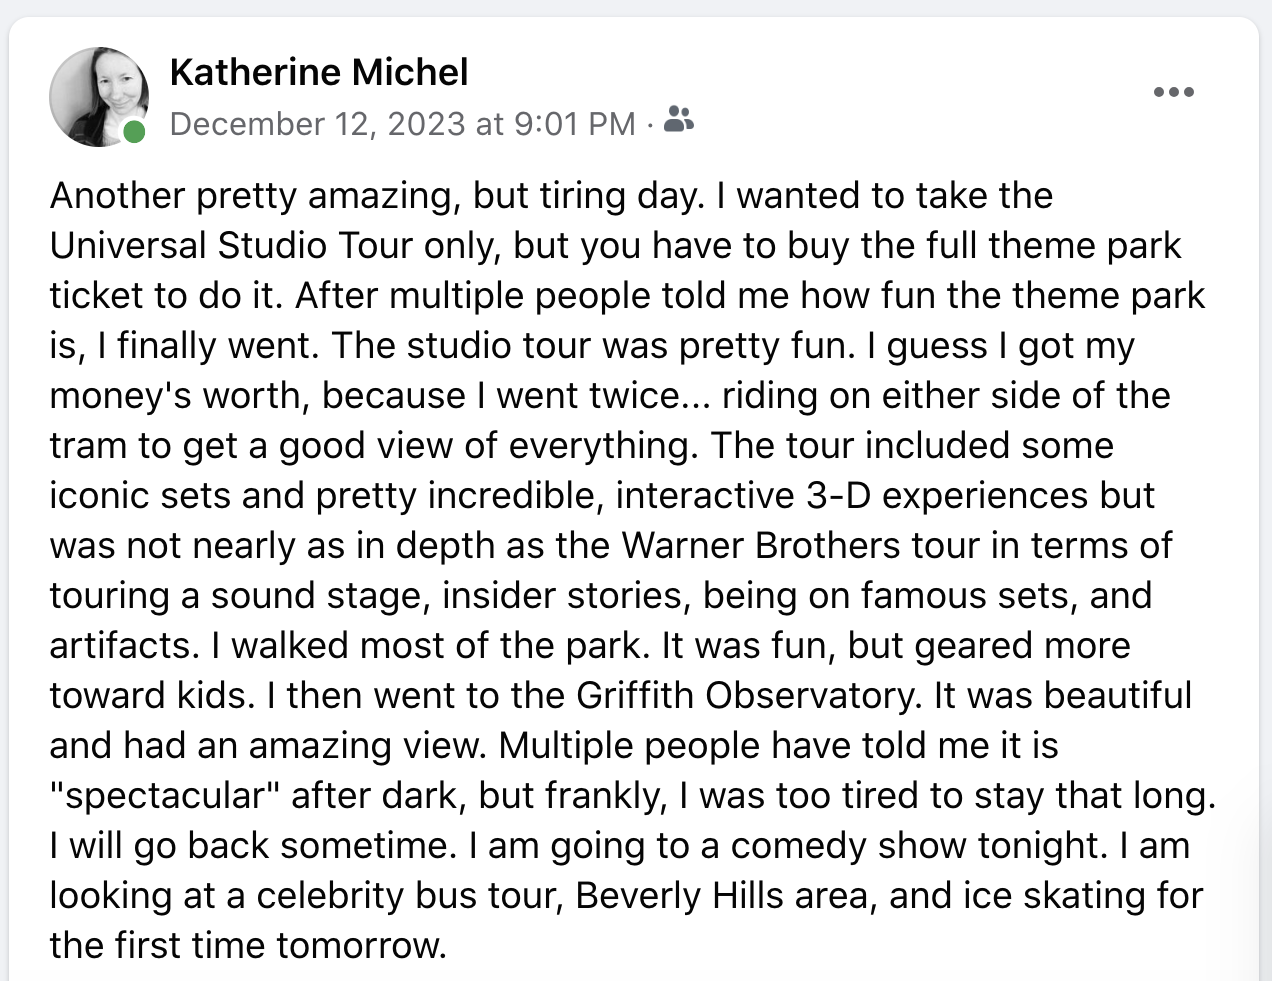 Katherine Michel
December 12, 2023 at 9:01 PM ·
Another pretty amazing, but tiring day. I wanted to take the
Universal Studio Tour only, but you have to buy the full theme park
ticket to do it. After multiple people told me how fun the theme park
is, I finally went. The studio tour was pretty fun. I guess I got my
money's worth, because I went twice... riding on either side of the
tram to get a good view of everything. The tour included some
iconic sets and pretty incredible, interactive 3-D experiences but
was not nearly as in depth as the Warner Brothers tour in terms of
touring a sound stage, insider stories, being on famous sets, and
artifacts. I walked most of the park. It was fun, but geared more
toward kids. I then went to the Griffith Observatory. It was beautiful
and had an amazing view. Multiple people have told me it is
"spectacular" after dark, but frankly, I was too tired to stay that long.
I will go back sometime. I am going to a comedy show tonight. I am
looking at a celebrity bus tour, Beverly Hills area, and ice skating for
the first time tomorrow.